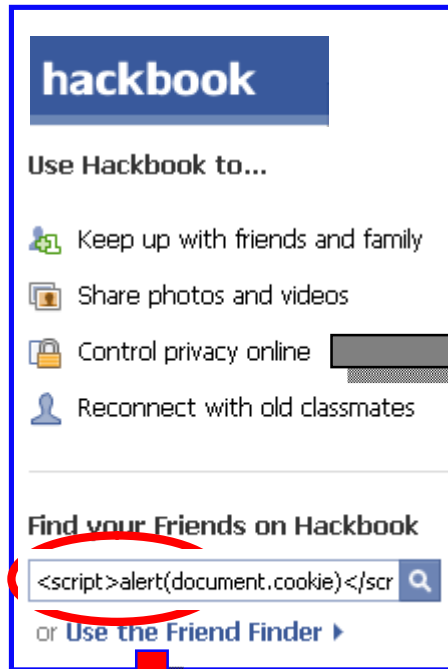 hackbook
Use Hackbook to...
Keep up with friends and family
Share photos and videos
Control privacy online
Reconnect with old classmates
Find your Friends on Hackbook
<script>alert(document.cookie)</scr
or Use the Friend Finder